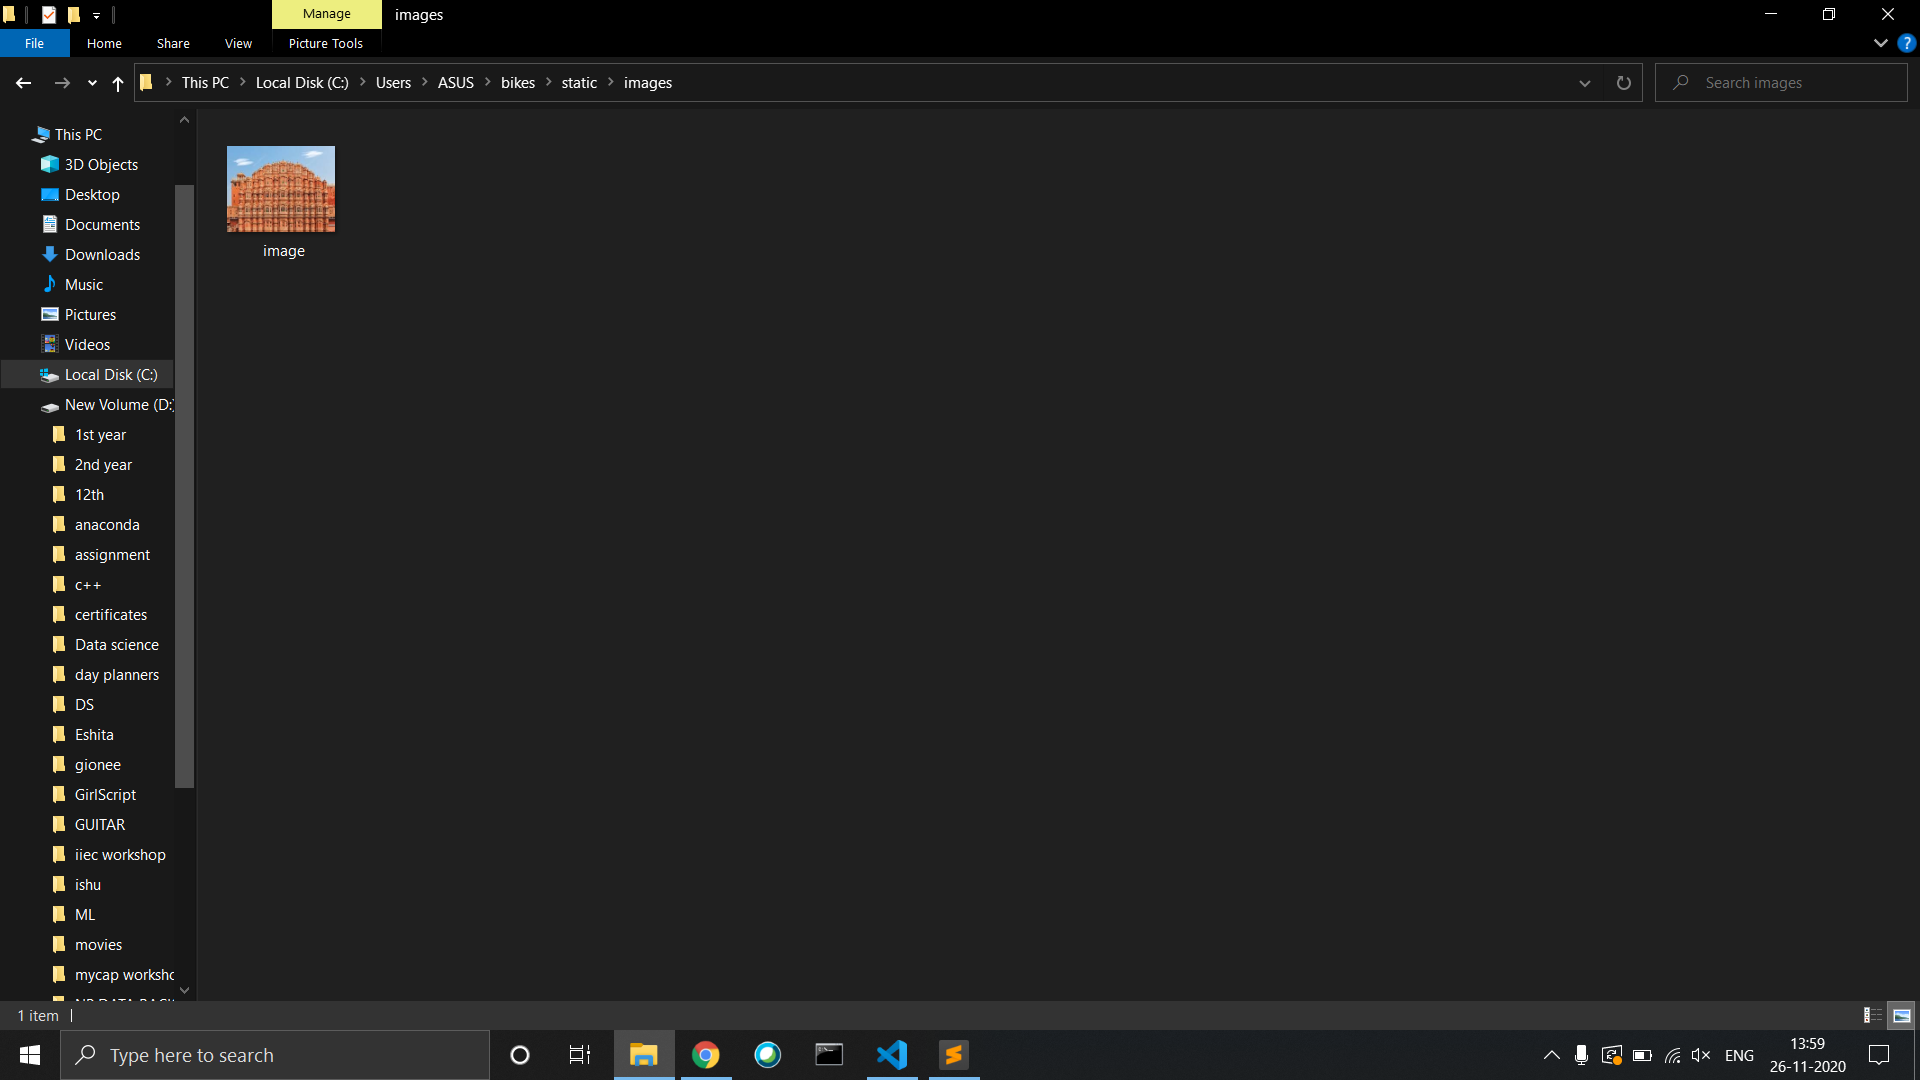 Manage
images
File
Home
Share
View
Picture Tools
This PC
Local Disk (C:)
Users
ASUS
bikes
static
images
Search images
This PC
3D Objects
Desktop
Documents
Downloads
Music
Pictures
Videos
Local Disk (C:)
New Volume (D:)
1st year
2nd year
12th
anaconda
assignment
c++
certificates
Data science
day planners
DS
Eshita
gionee
GirlScript
GUITAR
iiec workshop
ishu
ML
movies
mycap worksho
image
1 item
Type here to search
ENG
13:59
26-11-2020